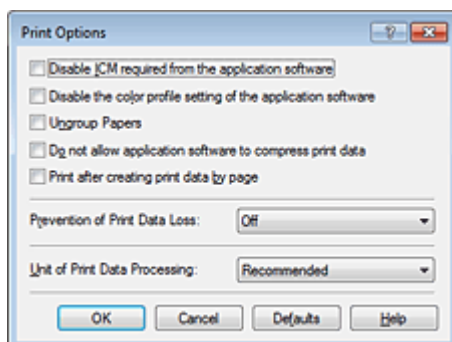 Print Options
Disable ICM required from the application software
Disable the color profile setting of the application software
Ungroup Papers
Do not allow application software to compress print data
Print after creating print data by page
Prevention of Print Data Loss: Off
Unit of Print Data Processing: Recommended
OK Cancel Defaults Help